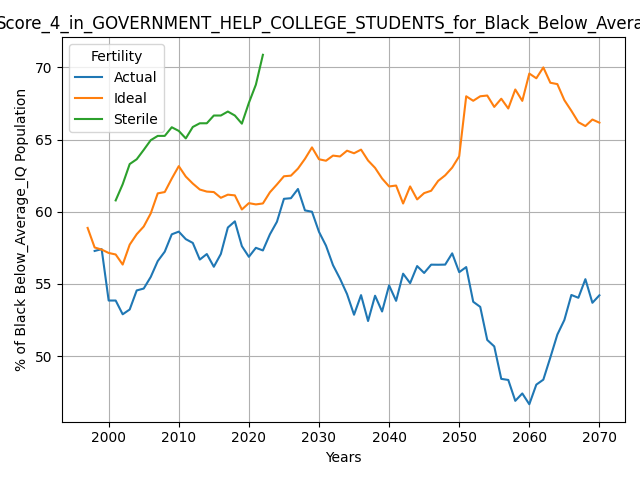 Score_4_in_GOVERNMENT_HELP_COLLEGE_STUDENTS_for_Black_Below_Avera
Fertility
Actual
Ideal
Sterile
% of Black Below_Average_IQ Population
70
65
60
55
50
2000 2010 2020 2030 2040 2050 2060 2070
Years